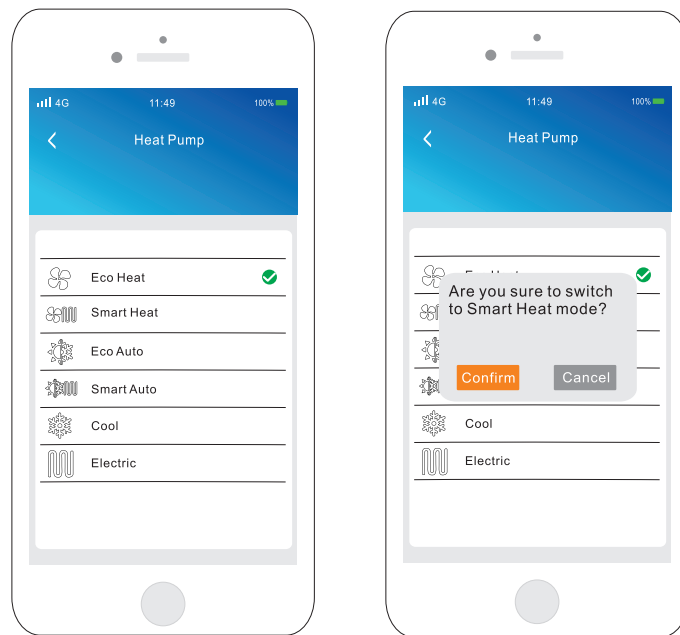 4G 11:49 100%
Heat Pump
Eco Heat
Smart Heat
Eco Auto
Smart Auto
Cool
Electric
4G 11:49 100%
Heat Pump
Are you sure to switch
to Smart Heat mode?
Confirm Cancel
Cool
Electric